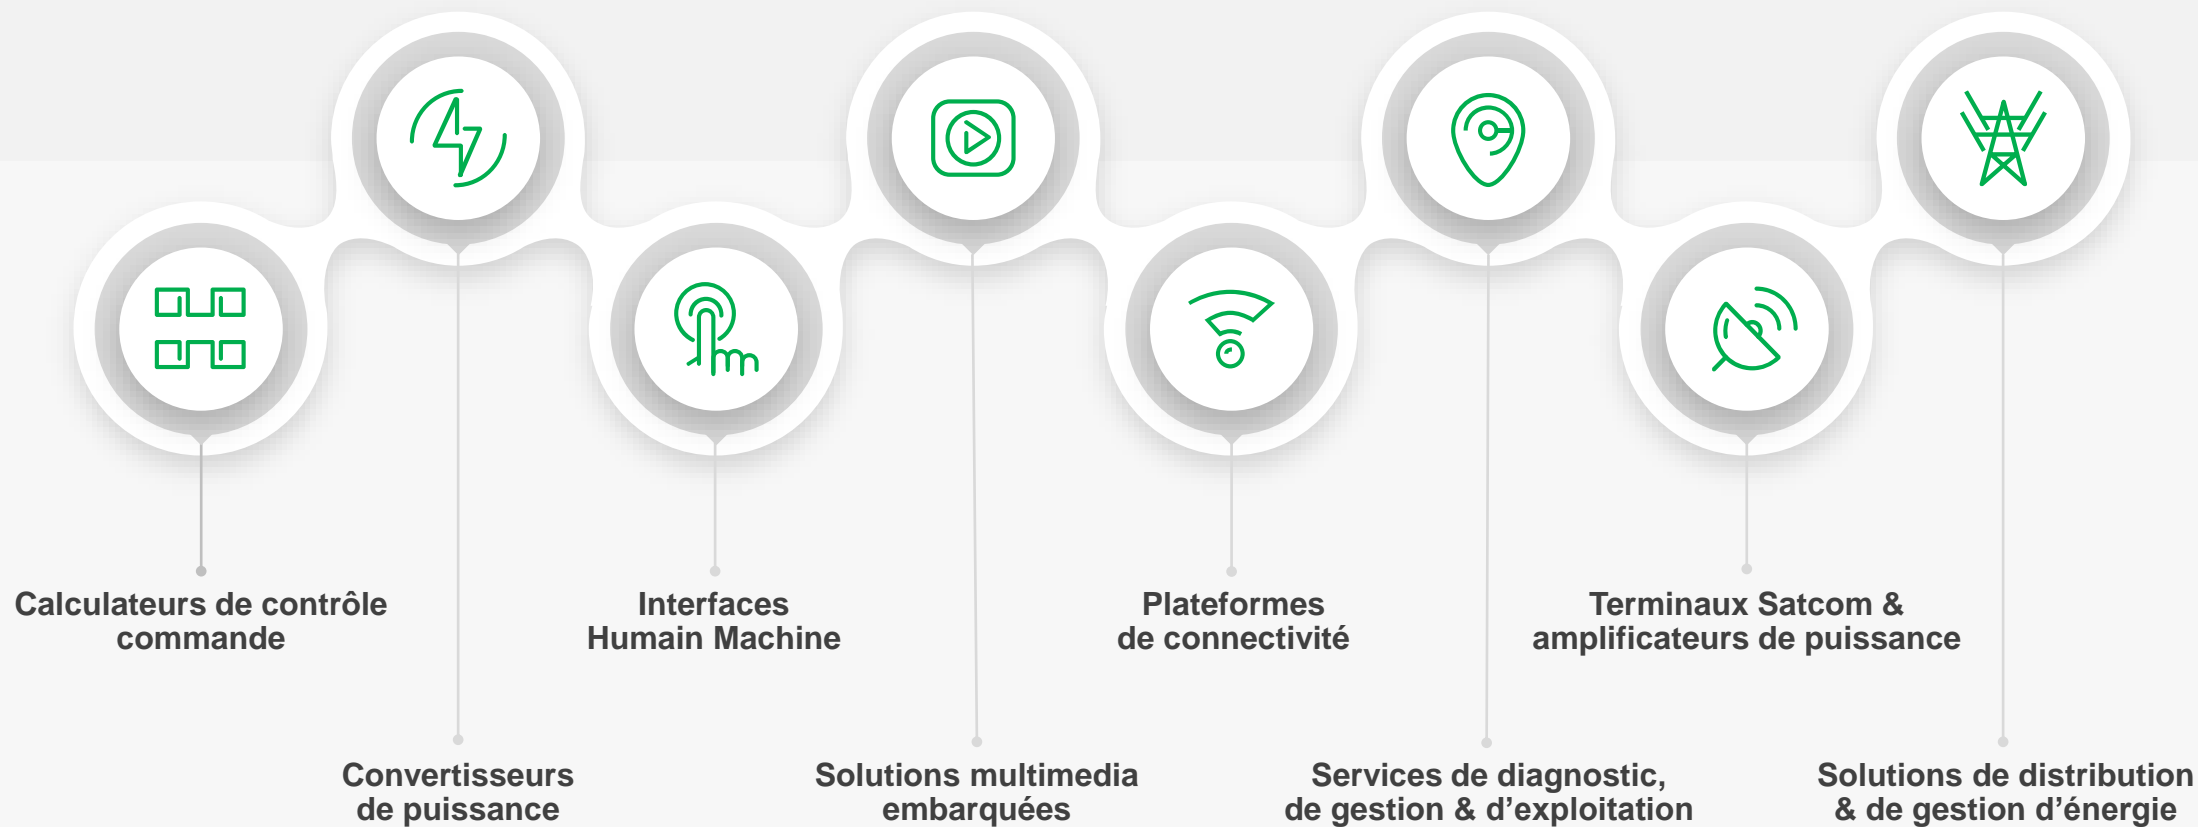 Calculateurs de contrôle
commande
Convertisseurs
de puissance
Interfaces
Humain Machine
Solutions multimedia
embarquées
Plateformes
de connectivité
Services de diagnostic,
de gestion & d’exploitation
Terminaux Satcom &
amplificateurs de puissance
Solutions de distribution
& de gestion d’énergie